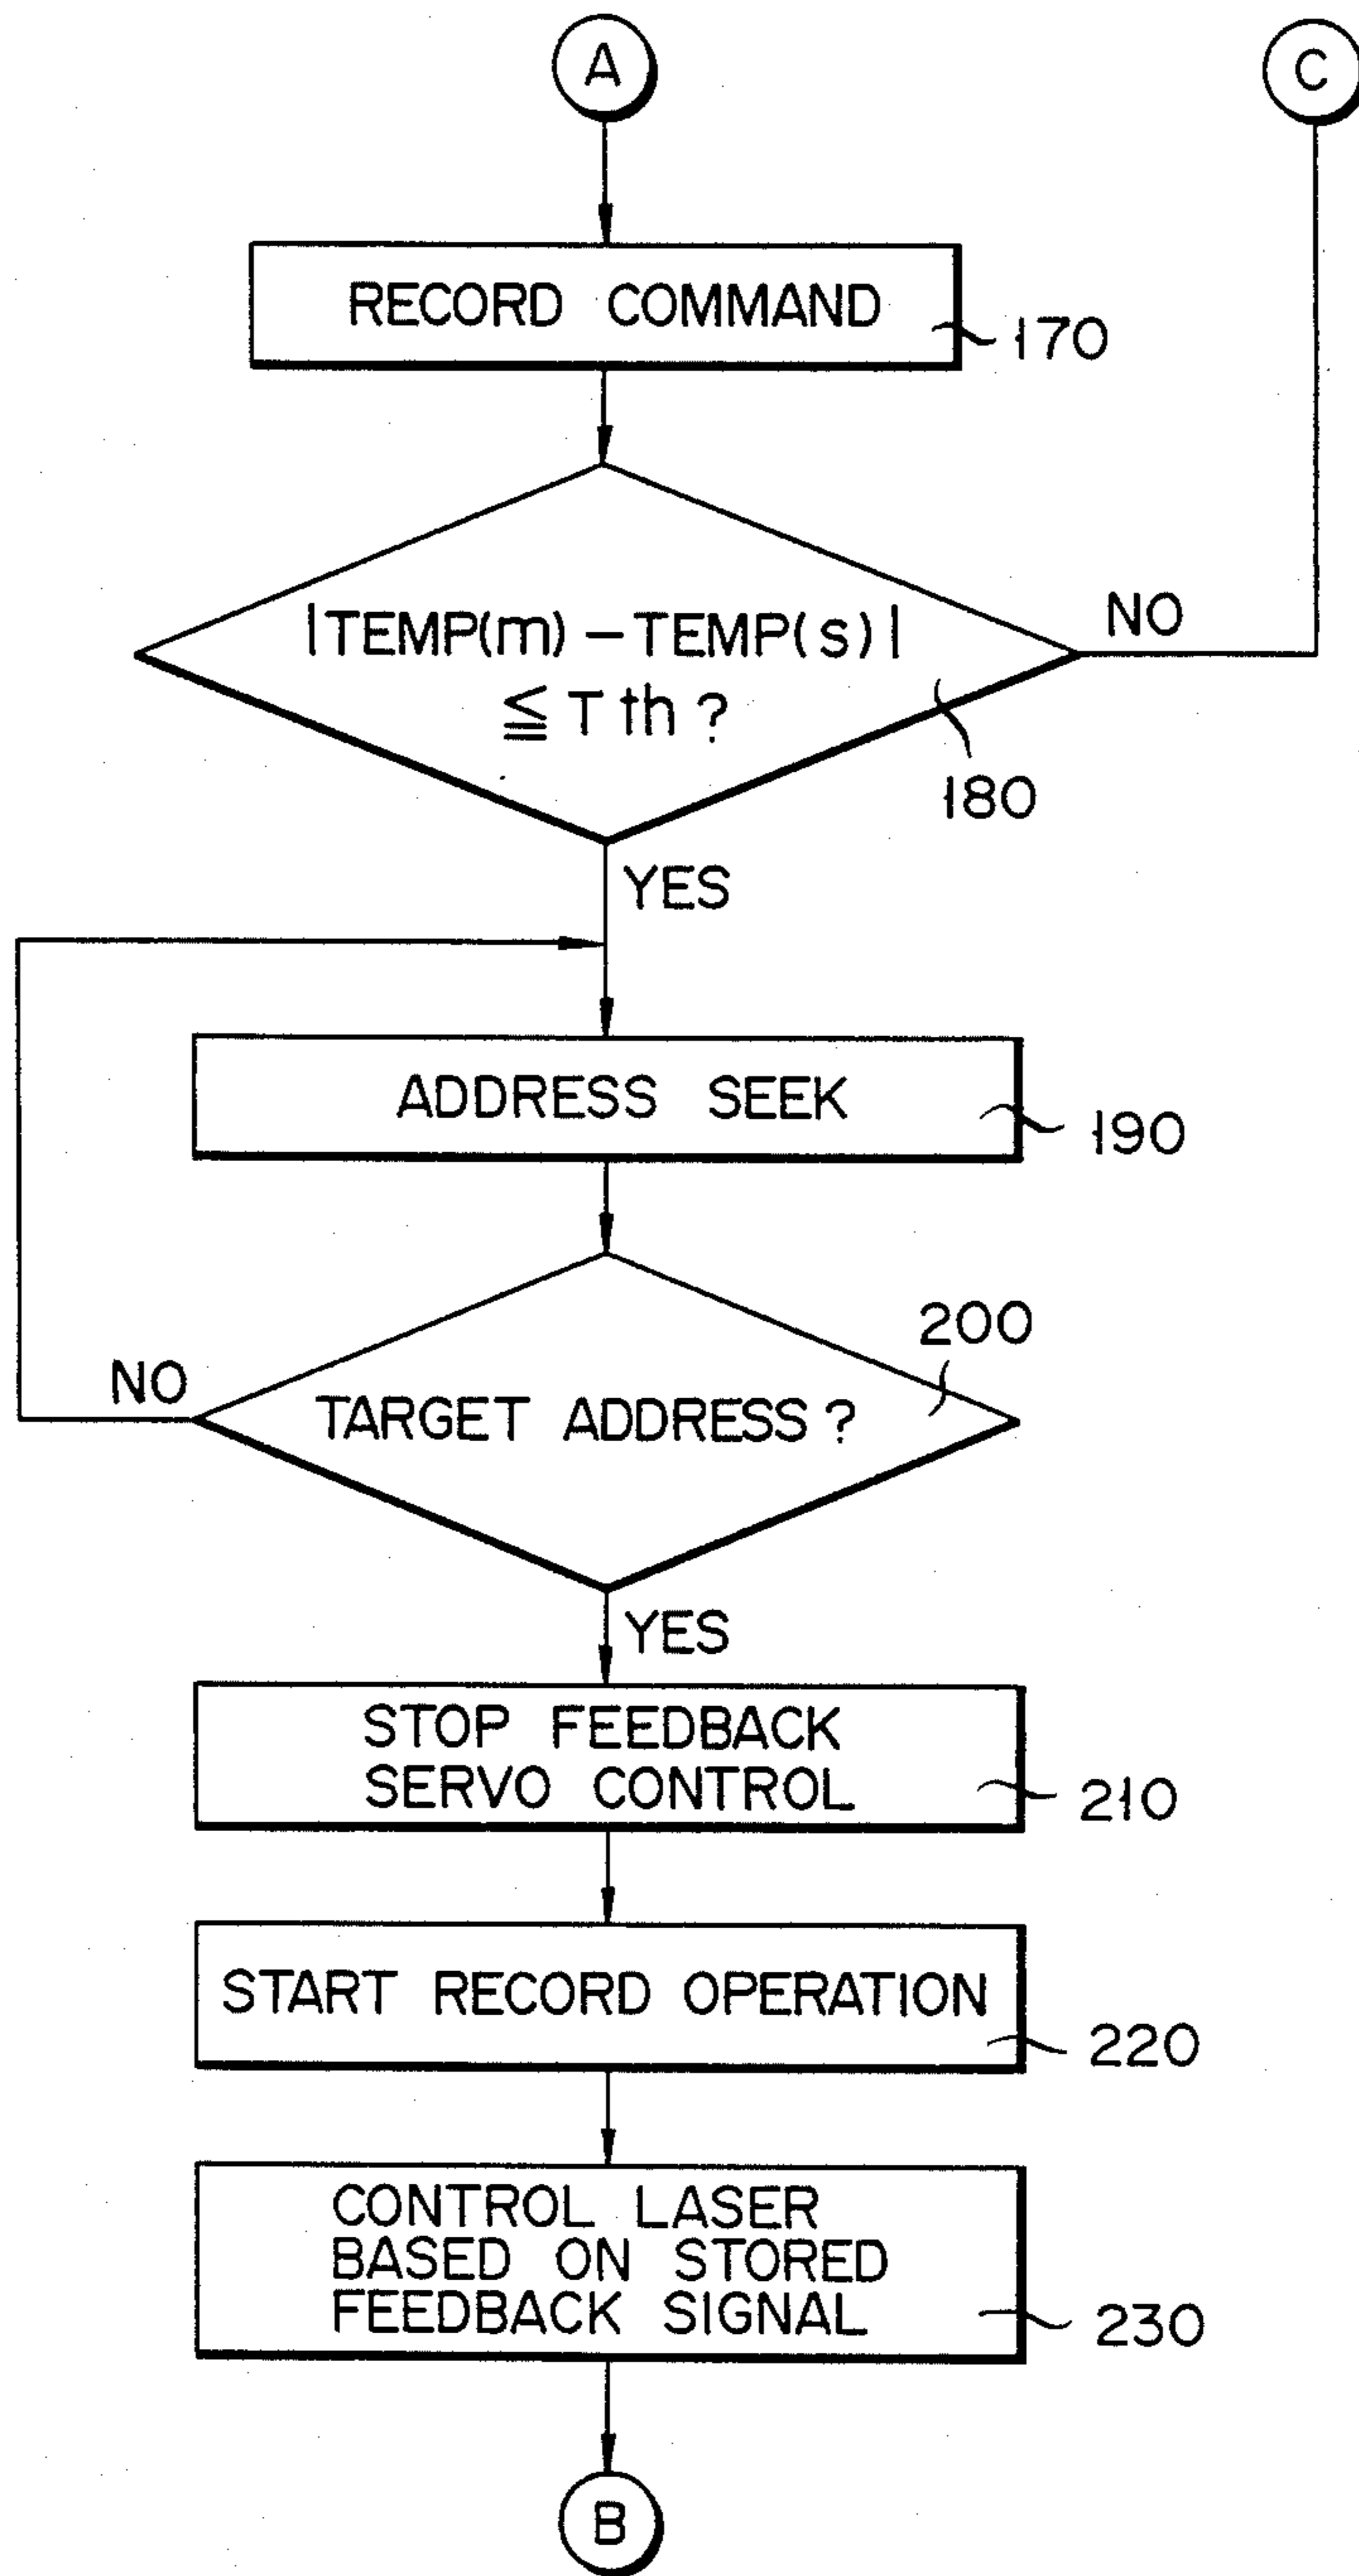 A
C
RECORD COMMAND
170
|TEMP(m) – TEMP(s)|
≦ T th ?
NO
180
YES
ADDRESS SEEK
190
200
NO
TARGET ADDRESS ?
YES
STOP FEEDBACK
SERVO CONTROL
210
START RECORD OPERATION
220
CONTROL LASER
BASED ON STORED
FEEDBACK SIGNAL
230
B